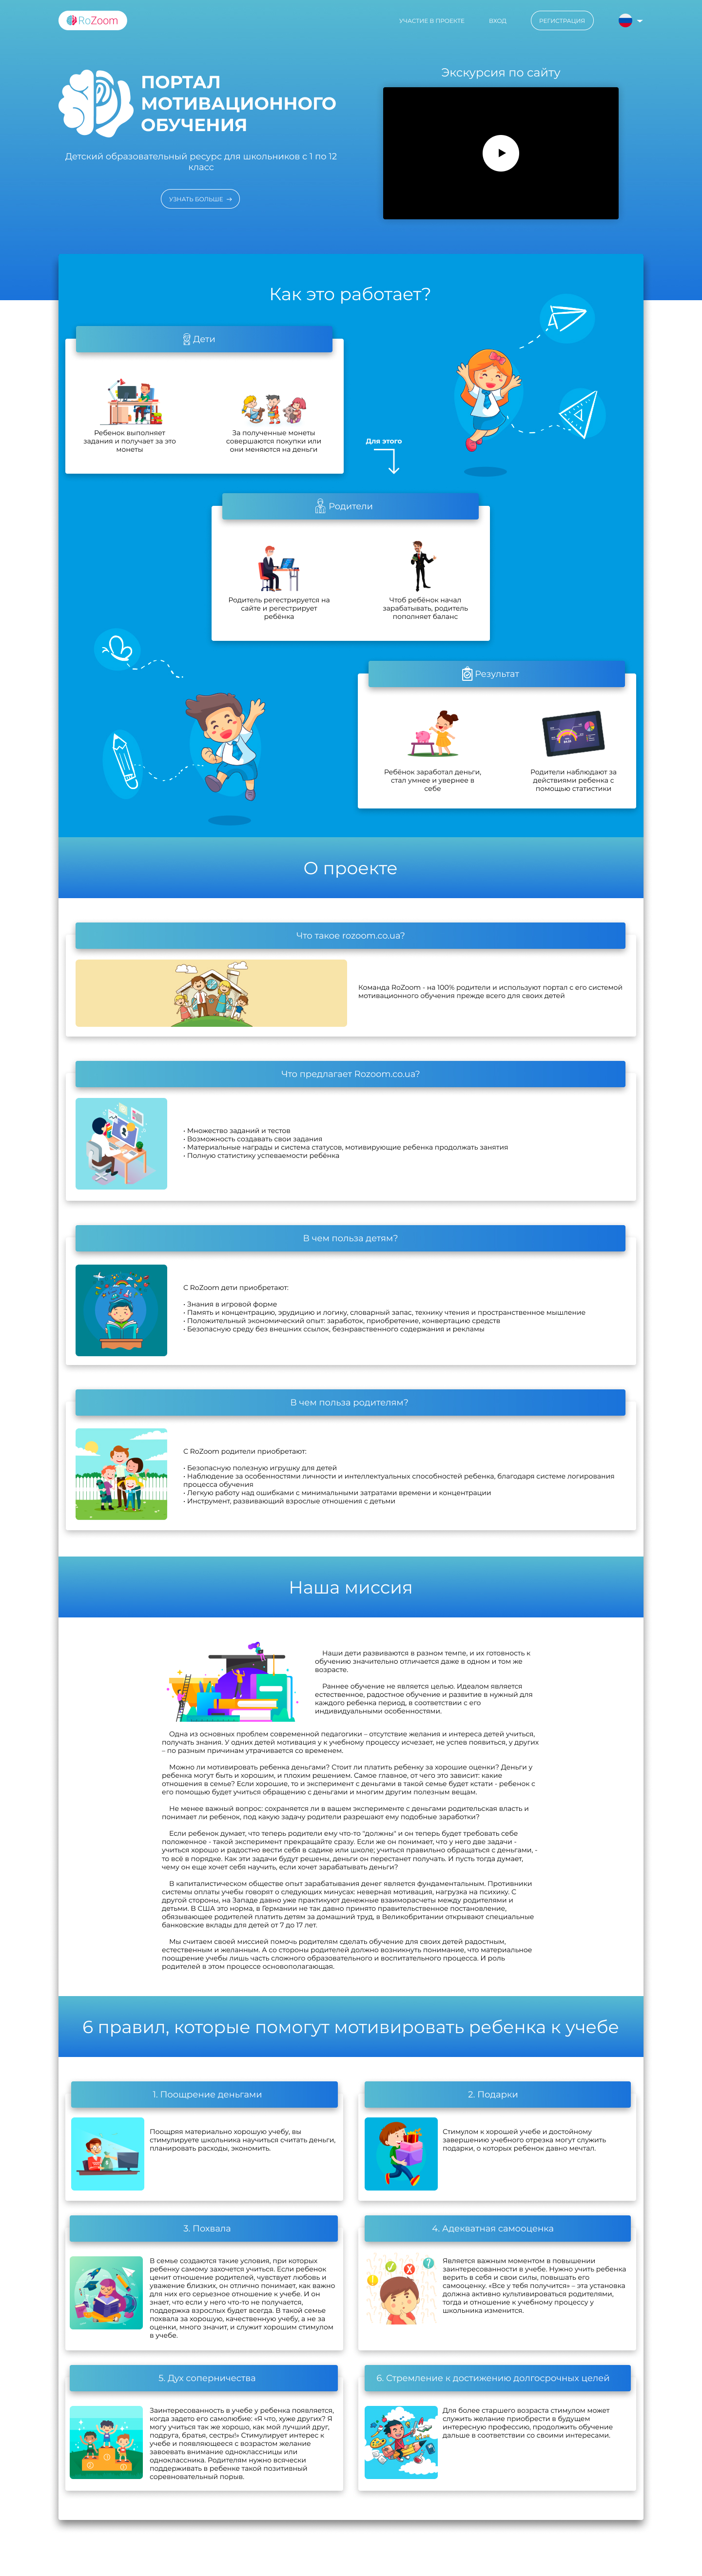 RoZoom
УЧАСТИЕ В ПРОЕКТЕ
ВХОД
РЕГИСТРАЦИЯ
ПОРТАЛ
МОТИВАЦИОННОГО
ОБУЧЕНИЯ
Детский образовательный ресурс для школьников с 1 по 12
класс
УЗНАТЬ БОЛЬШЕ →
Экскурсия по сайту
Как это работает?
Дети
Ребенок выполняет
задания и получает за это
монеты
За полученные монеты
совершаются покупки или
они меняются на деньги
Для этого
Родители
Родитель регестрируется на
сайте и регестрирует
ребёнка
Чтоб ребёнок начал
зарабатывать, родитель
пополняет баланс
Результат
Ребёнок заработал деньги,
стал умнее и увернее в
себе
Родители наблюдают за
действиями ребенка с
помощью статистики
О проекте
Что такое rozoom.co.ua?
Команда RoZoom - на 100% родители и используют портал с его системой
мотивационного обучения прежде всего для своих детей
Что предлагает Rozoom.co.ua?
• Множество заданий и тестов
• Возможность создавать свои задания
• Материальные награды и система статусов, мотивирующие ребенка продолжать занятия
• Полную статистику успеваемости ребёнка
В чем польза детям?
С RoZoom дети приобретают:
• Знания в игровой форме
• Память и концентрацию, эрудицию и логику, словарный запас, технику чтения и пространственное мышление
• Положительный экономический опыт: заработок, приобретение, конвертацию средств
• Безопасную среду без внешних ссылок, безнравственного содержания и рекламы
В чем польза родителям?
С RoZoom родители приобретают:
• Безопасную полезную игрушку для детей
• Наблюдение за особенностями личности и интеллектуальных способностей ребенка, благодаря системе логирования
процесса обучения
• Легкую работу над ошибками с минимальными затратами времени и концентрации
• Инструмент, развивающий взрослые отношения с детьми
Наша миссия
Наши дети развиваются в разном темпе, и их готовность к
обучению значительно отличается даже в одном и том же
возрасте.
Раннее обучение не является целью. Идеалом является
естественное, радостное обучение и развитие в нужный для
каждого ребенка период, в соответствии с его
индивидуальными особенностями.
Одна из основных проблем современной педагогики – отсутствие желания и интереса детей учиться,
получать знания. У одних детей мотивация у к учебному процессу исчезает, не успев появиться, у других
– по разным причинам утрачивается со временем.
Можно ли мотивировать ребенка деньгами? Стоит ли платить ребенку за хорошие оценки? Деньги у
ребенка могут быть и хорошим, и плохим решением. Самое главное, от чего это зависит: какие
отношения в семье? Если хорошие, то и эксперимент с деньгами в такой семье будет кстати - ребенок с
его помощью будет учиться обращению с деньгами и многим другим полезным вещам.
Не менее важный вопрос: сохраняется ли в вашем эксперименте с деньгами родительская власть и
понимает ли ребенок, под какую задачу родители разрешают ему подобные заработки?
Если ребенок думает, что теперь родители ему что-то "должны" и он теперь будет требовать себе
положенное - такой эксперимент прекращайте сразу. Если же он понимает, что у него две задачи -
учиться хорошо и радостно вести себя в садике или школе; учиться правильно обращаться с деньгами, -
то всё в порядке. Как эти задачи будут решены, деньги он перестанет получать. И пусть тогда думает,
чему он еще хочет себя научить, если хочет зарабатывать деньги?
В капиталистическом обществе опыт зарабатывания денег является фундаментальным. Противники
системы оплаты учебы говорят о следующих минусах: неверная мотивация, нагрузка на психику. С
другой стороны, на Западе давно уже практикуют денежные взаиморасчеты между родителями и
детьми. В США это норма, в Германии не так давно принято правительственное постановление,
обязывающее родителей платить детям за домашний труд, в Великобритании открывают специальные
банковские вклады для детей от 7 до 17 лет.
Мы считаем своей миссией помочь родителям сделать обучение для своих детей радостным,
естественным и желанным. А со стороны родителей должно возникнуть понимание, что материальное
поощрение учебы лишь часть сложного образовательного и воспитательного процесса. И роль
родителей в этом процессе основополагающая.
6 правил, которые помогут мотивировать ребенка к учебе
1. Поощрение деньгами
Поощряя материально хорошую учебу, вы
стимулируете школьника научиться считать деньги,
планировать расходы, экономить.
2. Подарки
Стимулом к хорошей учебе и достойному
завершению учебного отрезка могут служить
подарки, о которых ребенок давно мечтал.
3. Похвала
В семье создаются такие условия, при которых
ребенку самому захочется учиться. Если ребенок
ценит отношение родителей, чувствует любовь и
уважение близких, он отлично понимает, как важно
для них его серьезное отношение к учебе. И он
знает, что если у него что-то не получается,
поддержка взрослых будет всегда. В такой семье
похвала за хорошую, качественную учебу, а не за
оценки, много значит, и служит хорошим стимулом
в учебе.
4. Адекватная самооценка
Является важным моментом в повышении
заинтересованности в учебе. Нужно учить ребенка
верить в себя и свои силы, повышать его
самооценку. «Все у тебя получится» – эта установка
должна активно культивироваться родителями,
тогда и отношение к учебному процессу у
школьника изменится.
5. Дух соперничества
Заинтересованность в учебе у ребенка появляется,
когда задето его самолюбие: «Я что, хуже других? Я
могу учиться так же хорошо, как мой лучший друг,
подруга, братья, сестры!» Стимулирует интерес к
учебе и появляющееся с возрастом желание
завоевать внимание одноклассницы или
одноклассника. Родителям нужно всячески
поддерживать в ребенке такой позитивный
соревновательный порыв.
6. Стремление к достижению долгосрочных целей
Для более старшего возраста стимулом может
служить желание приобрести в будущем
интересную профессию, продолжить обучение
дальше в соответствии со своими интересами.